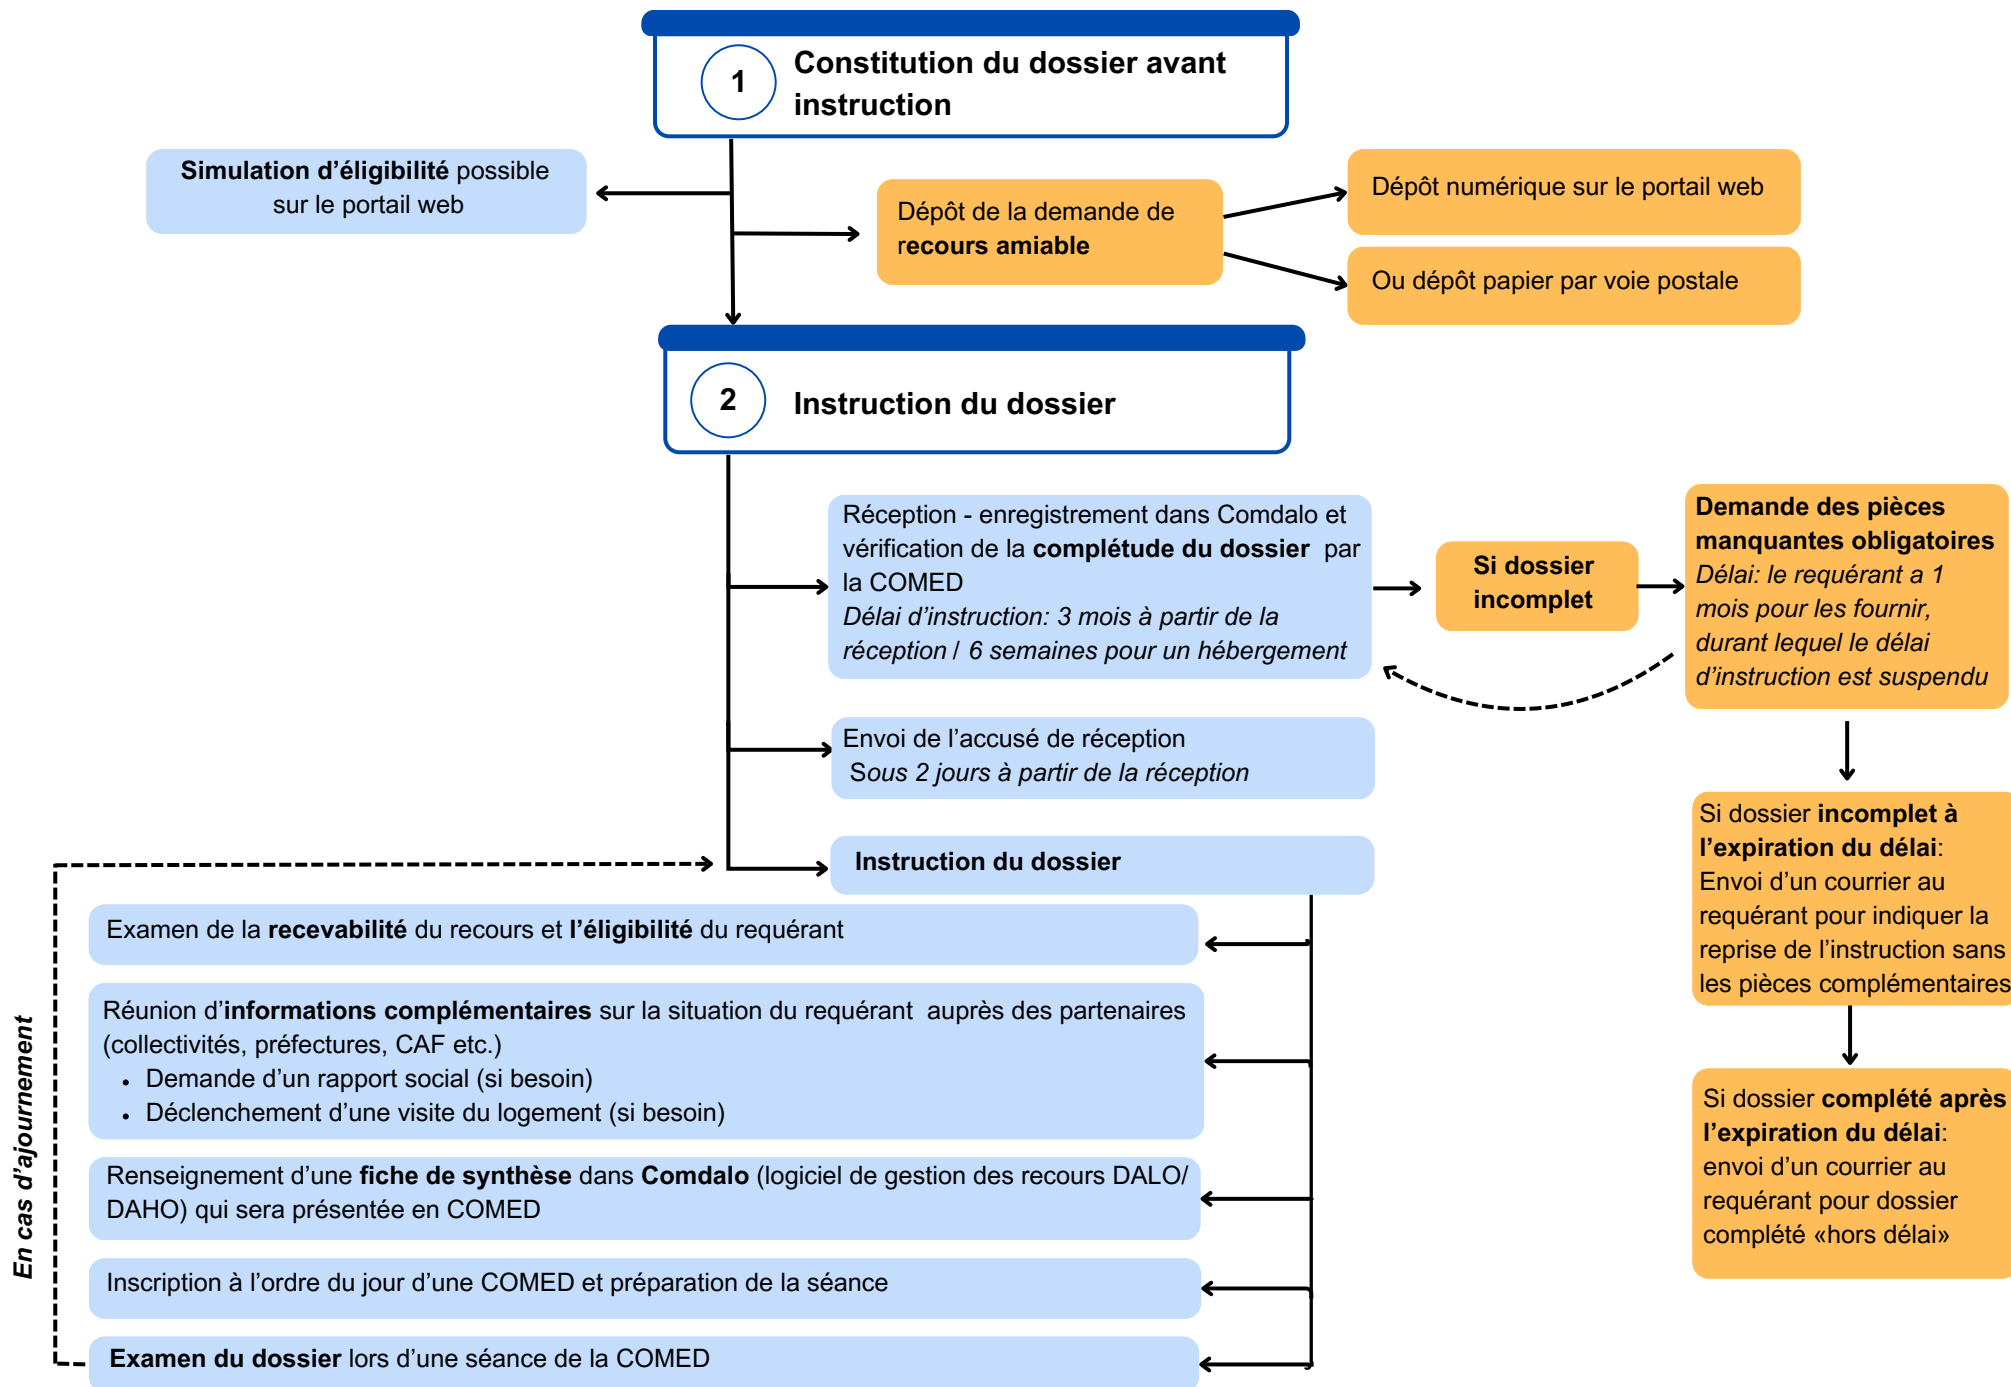 1
Constitution du dossier avant
instruction
Simulation d’éligibilité possible
sur le portail web
Dépôt de la demande de
recours amiable
Dépôt numérique sur le portail web
Ou dépôt papier par voie postale
2
Instruction du dossier
Réception - enregistrement dans Comdalo et
vérification de la complétude du dossier par
la COMED
Délai d’instruction: 3 mois à partir de la
réception / 6 semaines pour un hébergement
Si dossier
incomplet
Demande des pièces
manquantes obligatoires
Délai: le requérant a 1
mois pour les fournir,
durant lequel le délai
d’instruction est suspendu
Envoi de l’accusé de réception
Sous 2 jours à partir de la réception
Si dossier incomplet à
l’expiration du délai:
Envoi d’un courrier au
requérant pour indiquer la
reprise de l’instruction sans
les pièces complémentaires
Si dossier complété après
l’expiration du délai:
envoi d’un courrier au
requérant pour dossier
complété «hors délai»
Instruction du dossier
Examen de la recevabilité du recours et l’éligibilité du requérant
Réunion d’informations complémentaires sur la situation du requérant auprès des partenaires
(collectivités, préfectures, CAF etc.)
• Demande d’un rapport social (si besoin)
• Déclenchement d’une visite du logement (si besoin)
Renseignement d’une fiche de synthèse dans Comdalo (logiciel de gestion des recours DALO/
DAHO) qui sera présentée en COMED
Inscription à l’ordre du jour d’une COMED et préparation de la séance
Examen du dossier lors d’une séance de la COMED
En cas d’ajournement